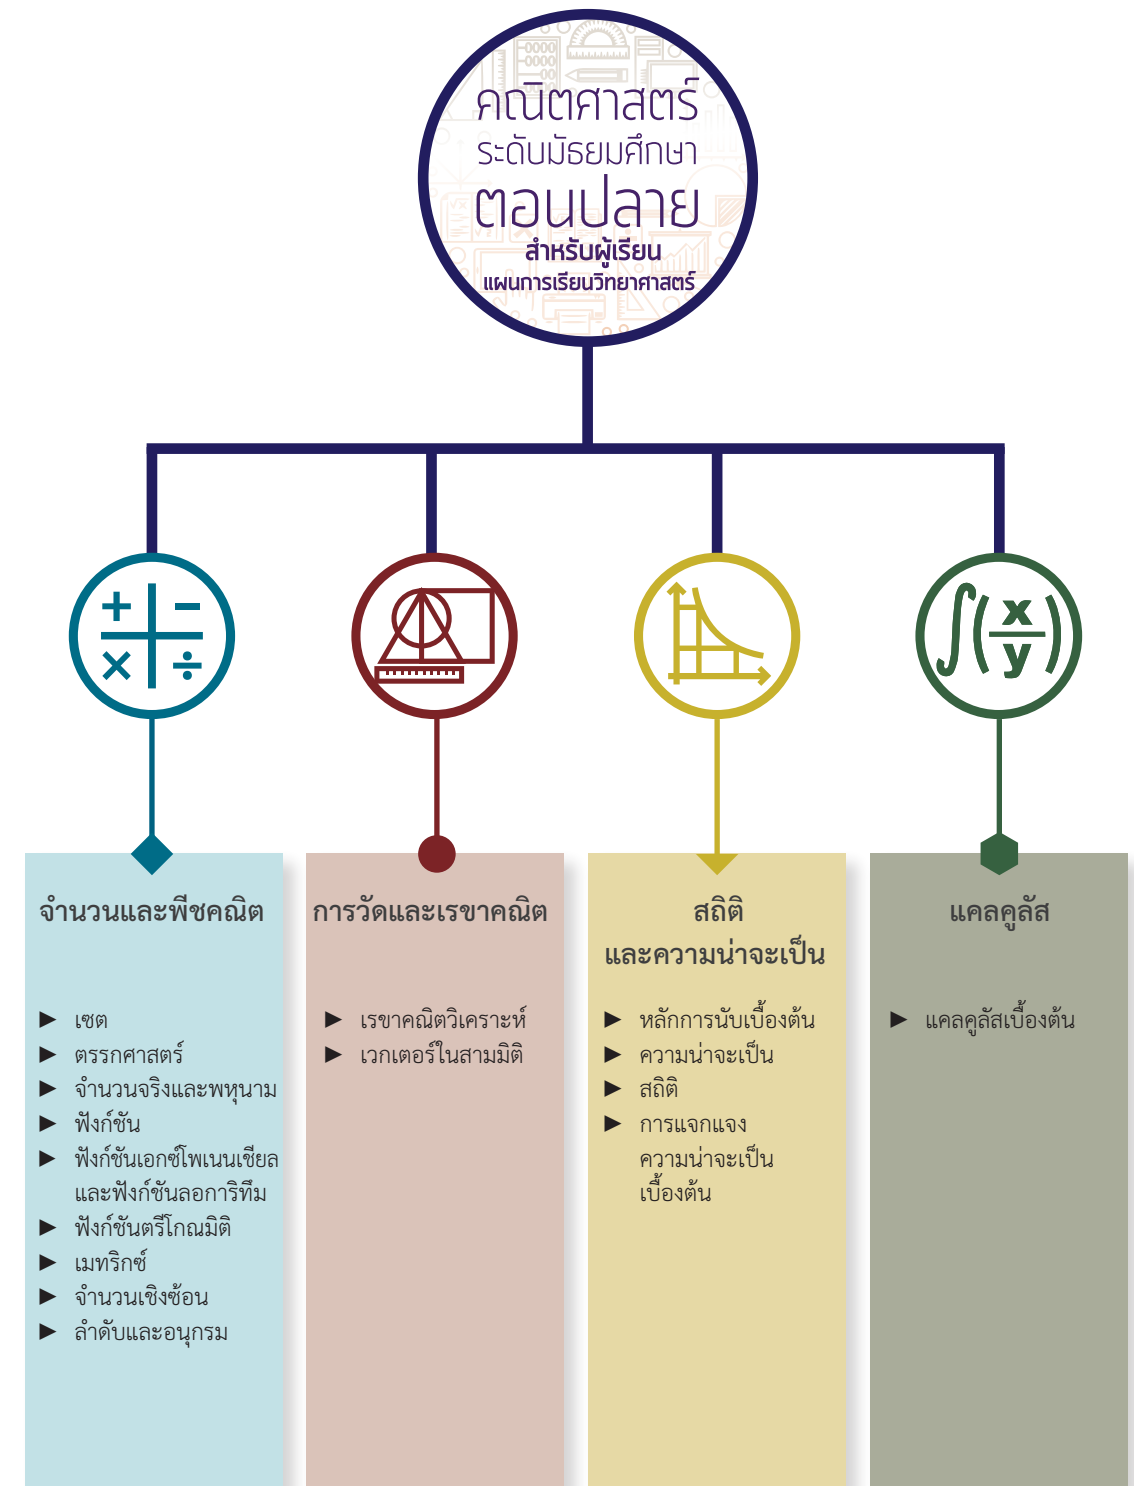 คณิตศาสตร์
ระดับมัธยมศึกษา
ตอนปลาย
สำหรับผู้เรียน
แผนการเรียนวิทยาศาสตร์
จำนวนและพีชคณิต
► เซต
► ตรรกศาสตร์
► จำนวนจริงและพหุนาม
► ฟังก์ชัน
► ฟังก์ชันเอกซ์โพเนนเชียล
และฟังก์ชันลอการิทึม
► ฟังก์ชันตรีโกณมิติ
► เมทริกซ์
► จำนวนเชิงซ้อน
► ลำดับและอนุกรม
การวัดและเรขาคณิต
► เรขาคณิตวิเคราะห์
► เวกเตอร์ในสามมิติ
สถิติ
และความน่าจะเป็น
► หลักการนับเบื้องต้น
► ความน่าจะเป็น
► สถิติ
► การแจกแจง
ความน่าจะเป็น
เบื้องต้น
แคลคูลัส
► แคลคูลัสเบื้องต้น